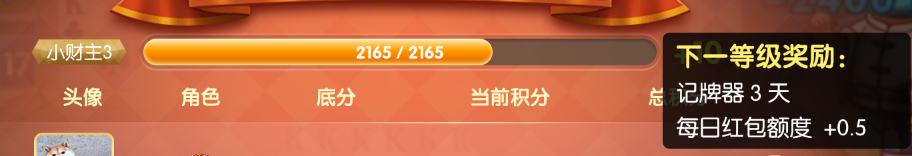 小财主3
2165 / 2165
下一等级奖励：
记牌器 3 天
每日红包额度 +0.5
头像 角色 底分 当前积分 总